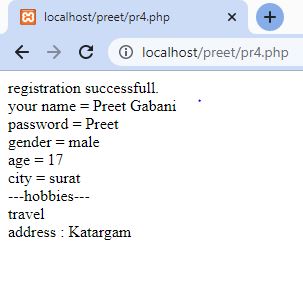 localhost/preet/pr4.php
localhost/preet/pr4.php
registration successfull.
your name = Preet Gabani
password = Preet
gender = male
age = 17
city = surat
---hobbies---
travel
address : Katargam